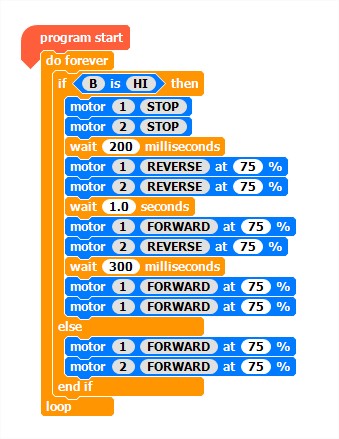 program start
do forever
if B is HI then
motor 1 STOP
motor 2 STOP
wait 200 milliseconds
motor 1 REVERSE at 75 %
motor 2 REVERSE at 75 %
wait 1.0 seconds
motor 1 FORWARD at 75 %
motor 2 REVERSE at 75 %
wait 300 milliseconds
motor 1 FORWARD at 75 %
motor 1 FORWARD at 75 %
else
motor 1 FORWARD at 75 %
motor 2 FORWARD at 75 %
end if
loop